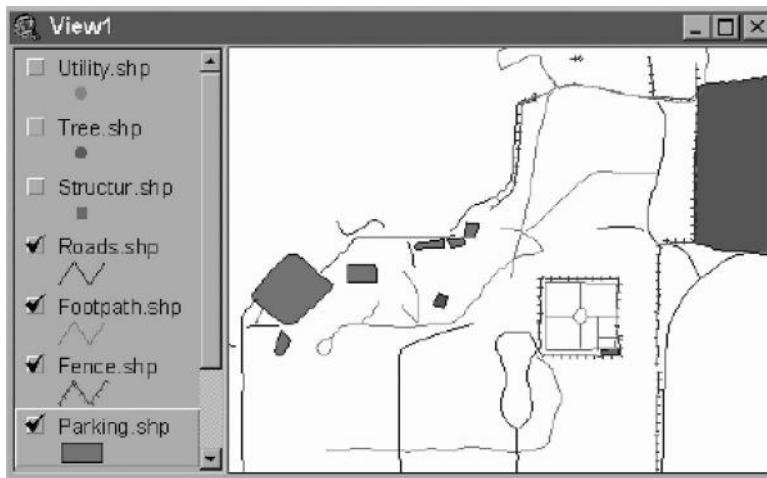 View1
Utility.shp
Tree.shp
Structur.shp
Roads.shp
Footpath.shp
Fence.shp
Parking.shp